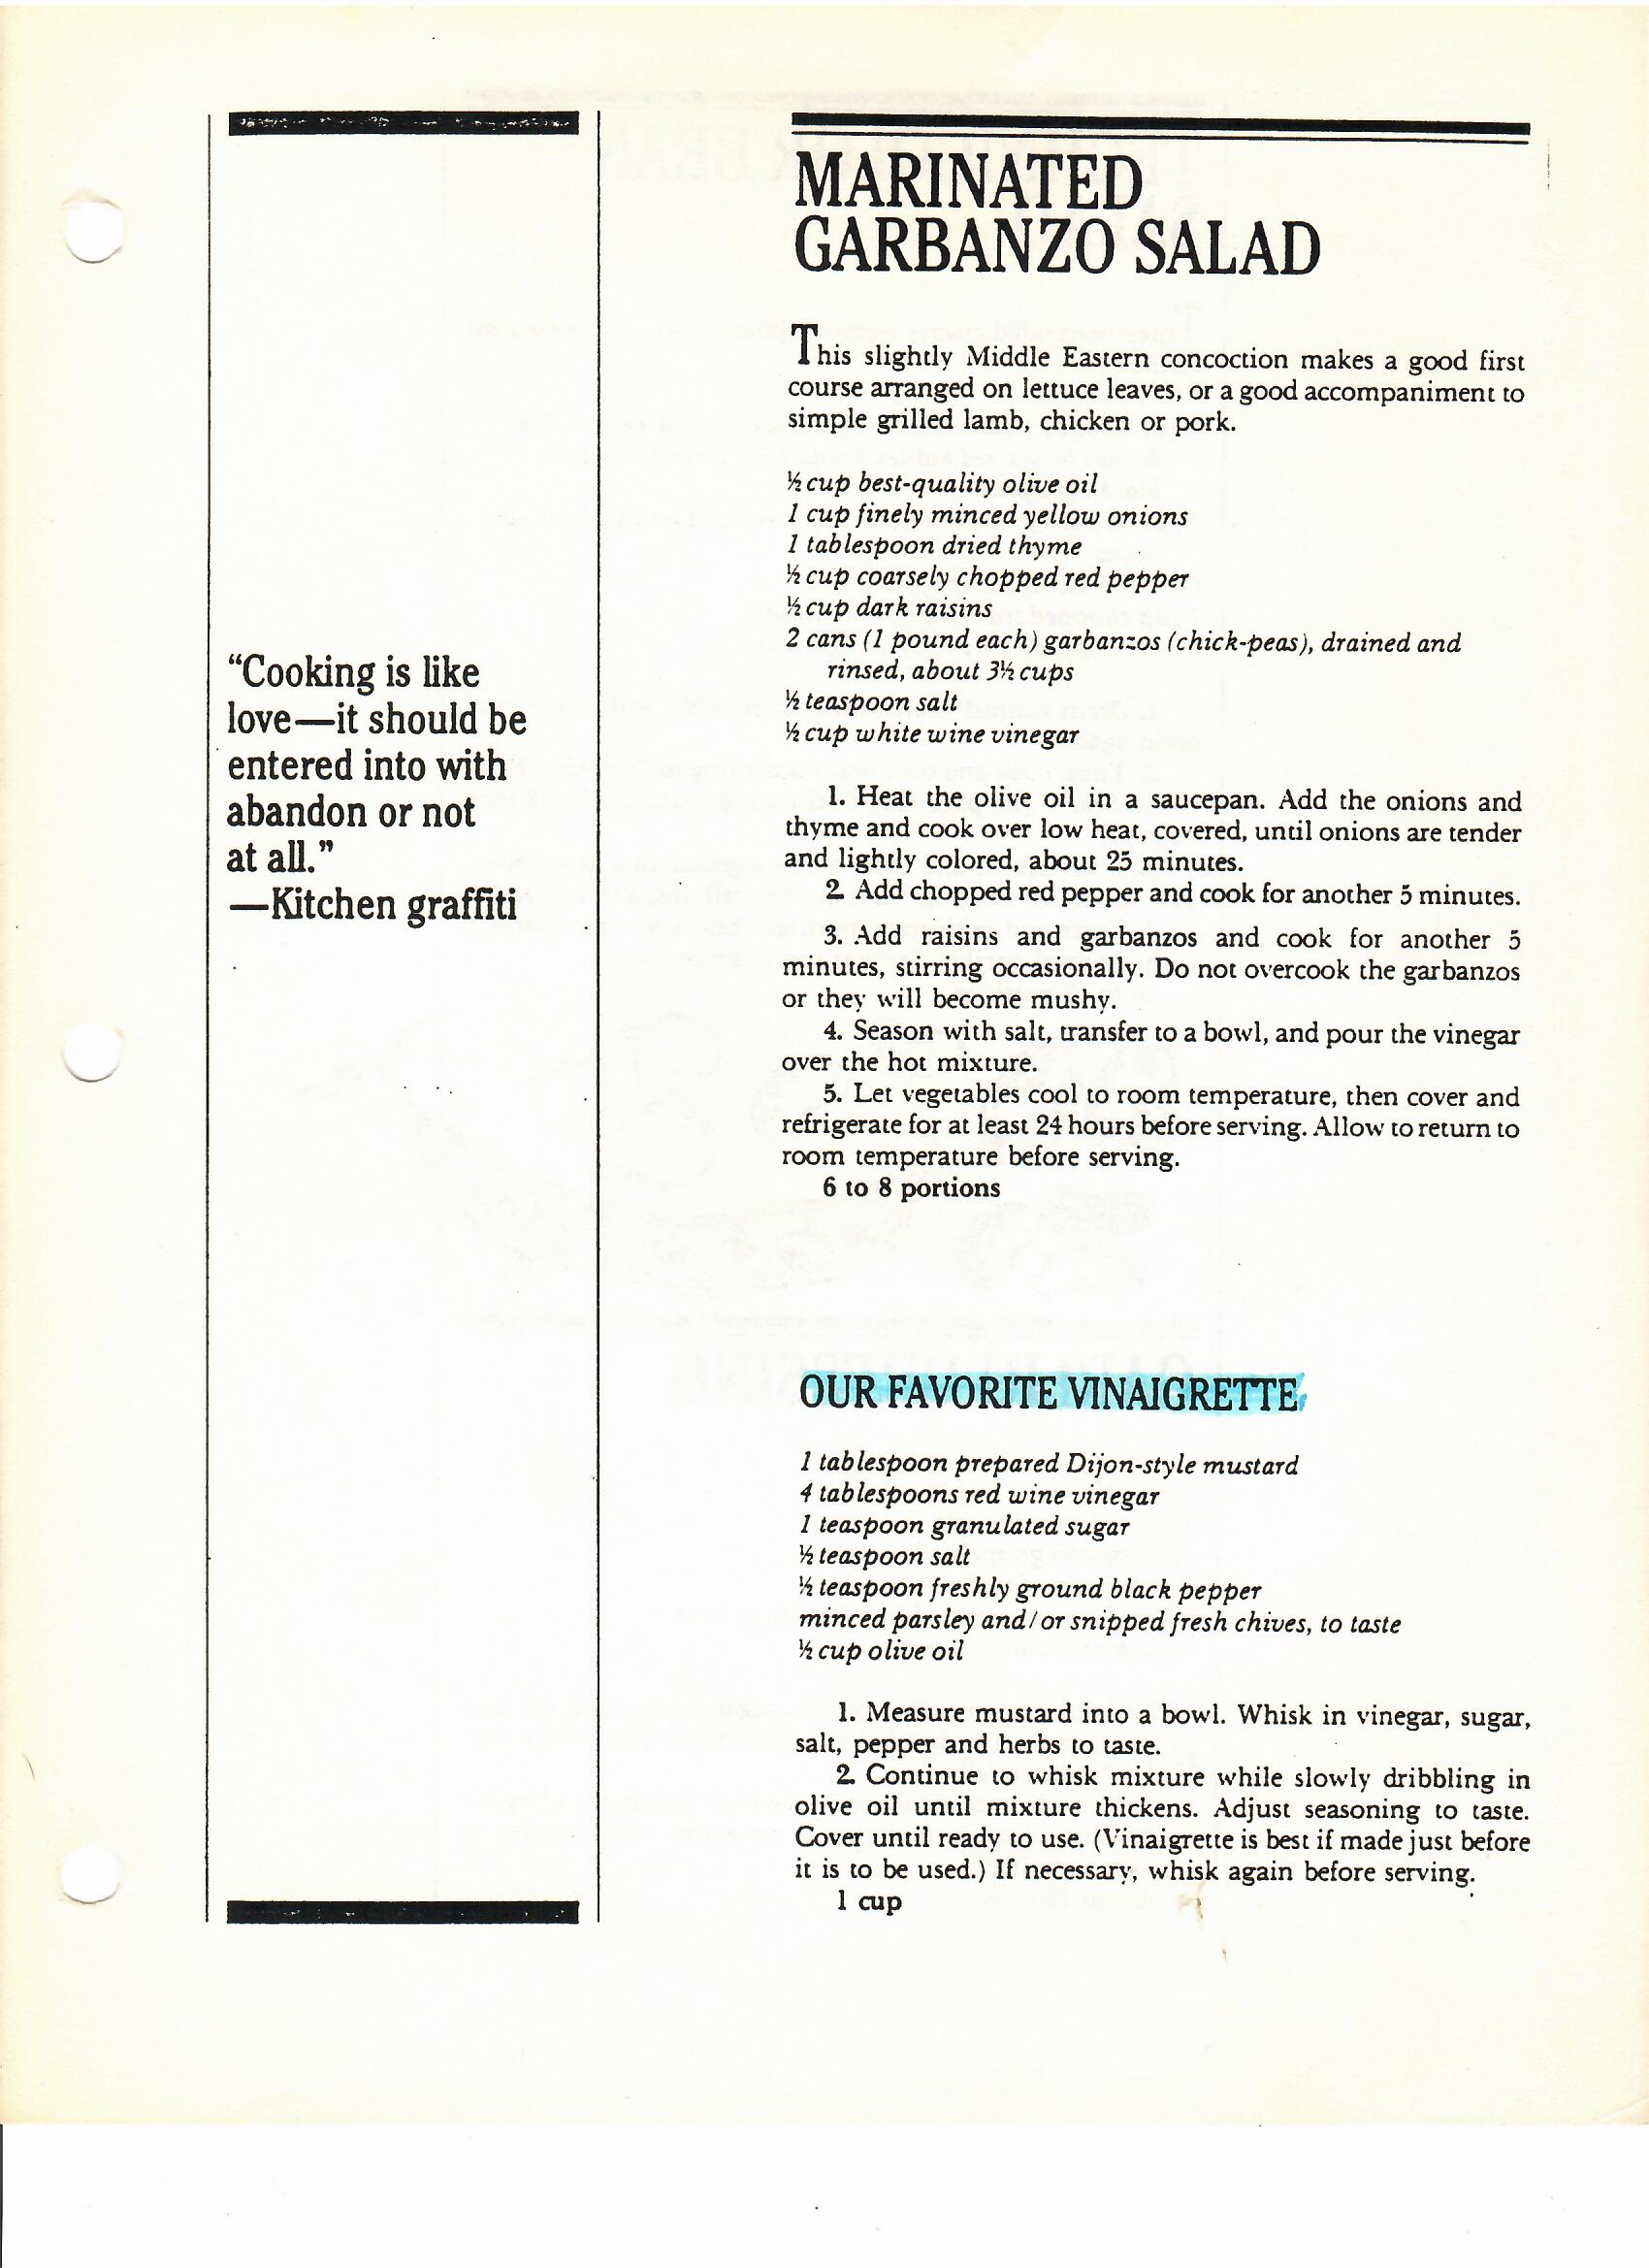 MARINATED
GARBANZO SALAD
This slightly Middle Eastern concoction makes a good first
course arranged on lettuce leaves, or a good accompaniment to
simple grilled lamb, chicken or pork.
½ cup best-quality olive oil
1 cup finely minced yellow onions
1 tablespoon dried thyme
½ cup coarsely chopped red pepper
½ cup dark raisins
2 cans (1 pound each) garbanzos (chick-peas), drained and
rinsed, about 3½ cups
½ teaspoon salt
½ cup white wine vinegar
1. Heat the olive oil in a saucepan. Add the onions and
thyme and cook over low heat, covered, until onions are tender
and lightly colored, about 25 minutes.
2. Add chopped red pepper and cook for another 5 minutes.
3. Add raisins and garbanzos and cook for another 5
minutes, stirring occasionally. Do not overcook the garbanzos
or they will become mushy.
4. Season with salt, transfer to a bowl, and pour the vinegar
over the hot mixture.
5. Let vegetables cool to room temperature, then cover and
refrigerate for at least 24 hours before serving. Allow to return to
room temperature before serving.
6 to 8 portions
“Cooking is like
love—it should be
entered into with
abandon or not
at all.”
—Kitchen graffiti
OUR FAVORITE VINAIGRETTE
1 tablespoon prepared Dijon-style mustard
4 tablespoons red wine vinegar
1 teaspoon granulated sugar
½ teaspoon salt
½ teaspoon freshly ground black pepper
minced parsley and/or snipped fresh chives, to taste
½ cup olive oil
1. Measure mustard into a bowl. Whisk in vinegar, sugar,
salt, pepper and herbs to taste.
2. Continue to whisk mixture while slowly dribbling in
olive oil until mixture thickens. Adjust seasoning to taste.
Cover until ready to use. (Vinaigrette is best if made just before
it is to be used.) If necessary, whisk again before serving.
1 cup